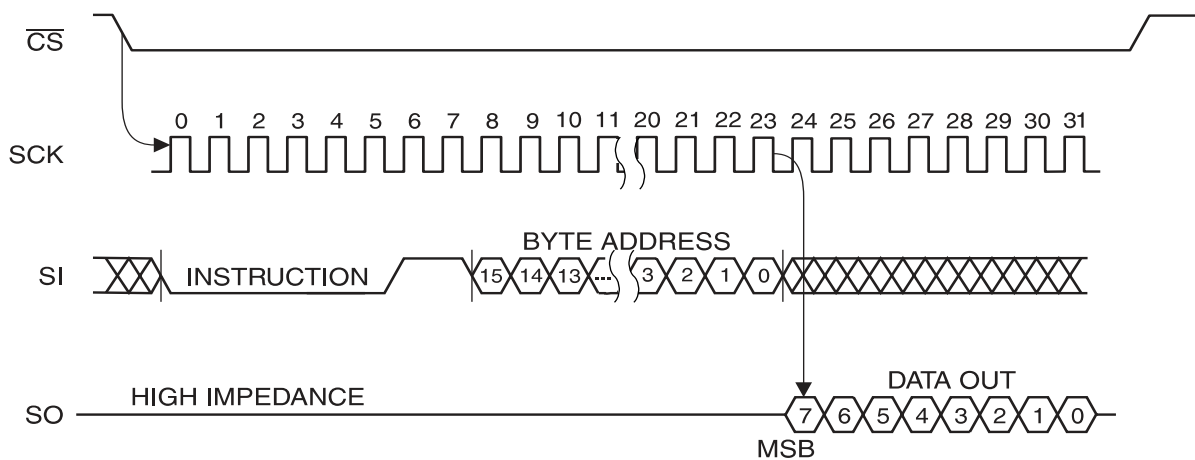 C̅S̅
0 1 2 3 4 5 6 7 8 9 10 11 20 21 22 23 24 25 26 27 28 29 30 31
SCK
BYTE ADDRESS
SI
INSTRUCTION
15 14 13 ... 3 2 1 0
HIGH IMPEDANCE
DATA OUT
SO
7 6 5 4 3 2 1 0
MSB